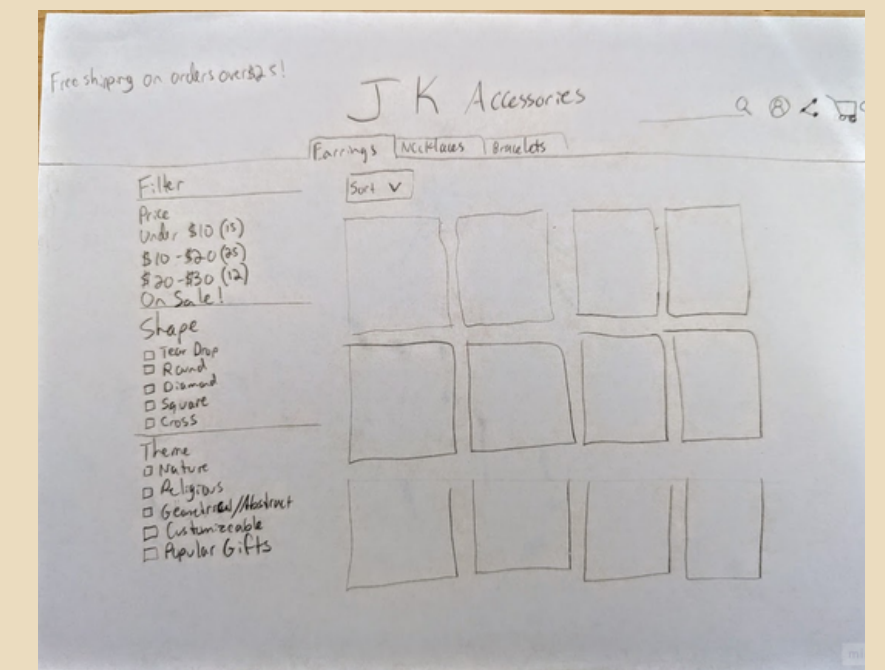 Free shipping on orders over $25!
J K Accessories
Earrings
Necklaces
Bracelets
Filter
Sort
Price
Under $10 (15)
$10-$20 (25)
$20-$30 (12)
On Sale!
Shape
Tear Drop
Round
Diamond
Square
Cross
Theme
Nature
Religious
Geometrical/Abstract
Customizeable
Popular Gifts